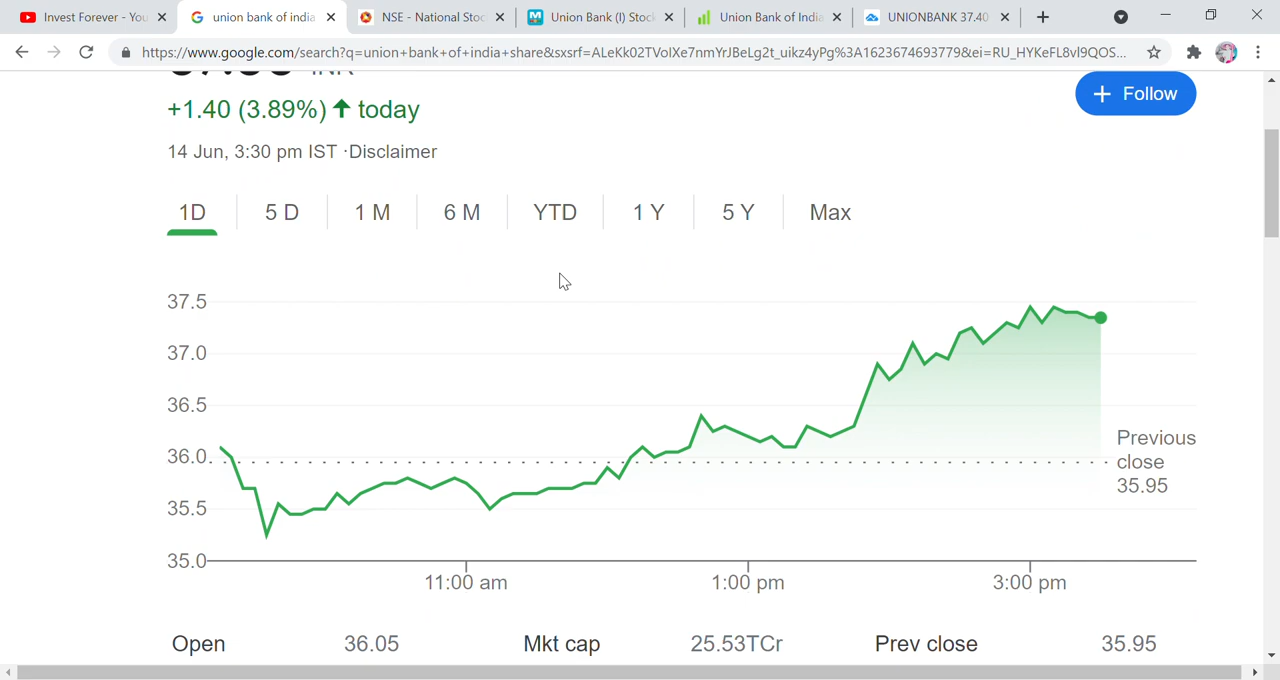 Invest Forever - You
union bank of india
NSE - National Stoc
Union Bank (I) Stoc
Union Bank of India
UNIONBANK 37.40
https://www.google.com/search?q=union+bank+of+india+share&sxsrf=ALeKk02TVolXe7nmYrJBeLg2t_uikz4yPg%3A1623674693779&ei=RU_HYKeFL8vl9QOS...
INR
+1.40 (3.89%) ↑ today
+ Follow
14 Jun, 3:30 pm IST ·Disclaimer
1D 5 D 1 M 6 M YTD 1 Y 5 Y Max
37.5
37.0
36.5
36.0
35.5
35.0
Previous
close
35.95
11:00 am 1:00 pm 3:00 pm
Open 36.05 Mkt cap 25.53TCr Prev close 35.95